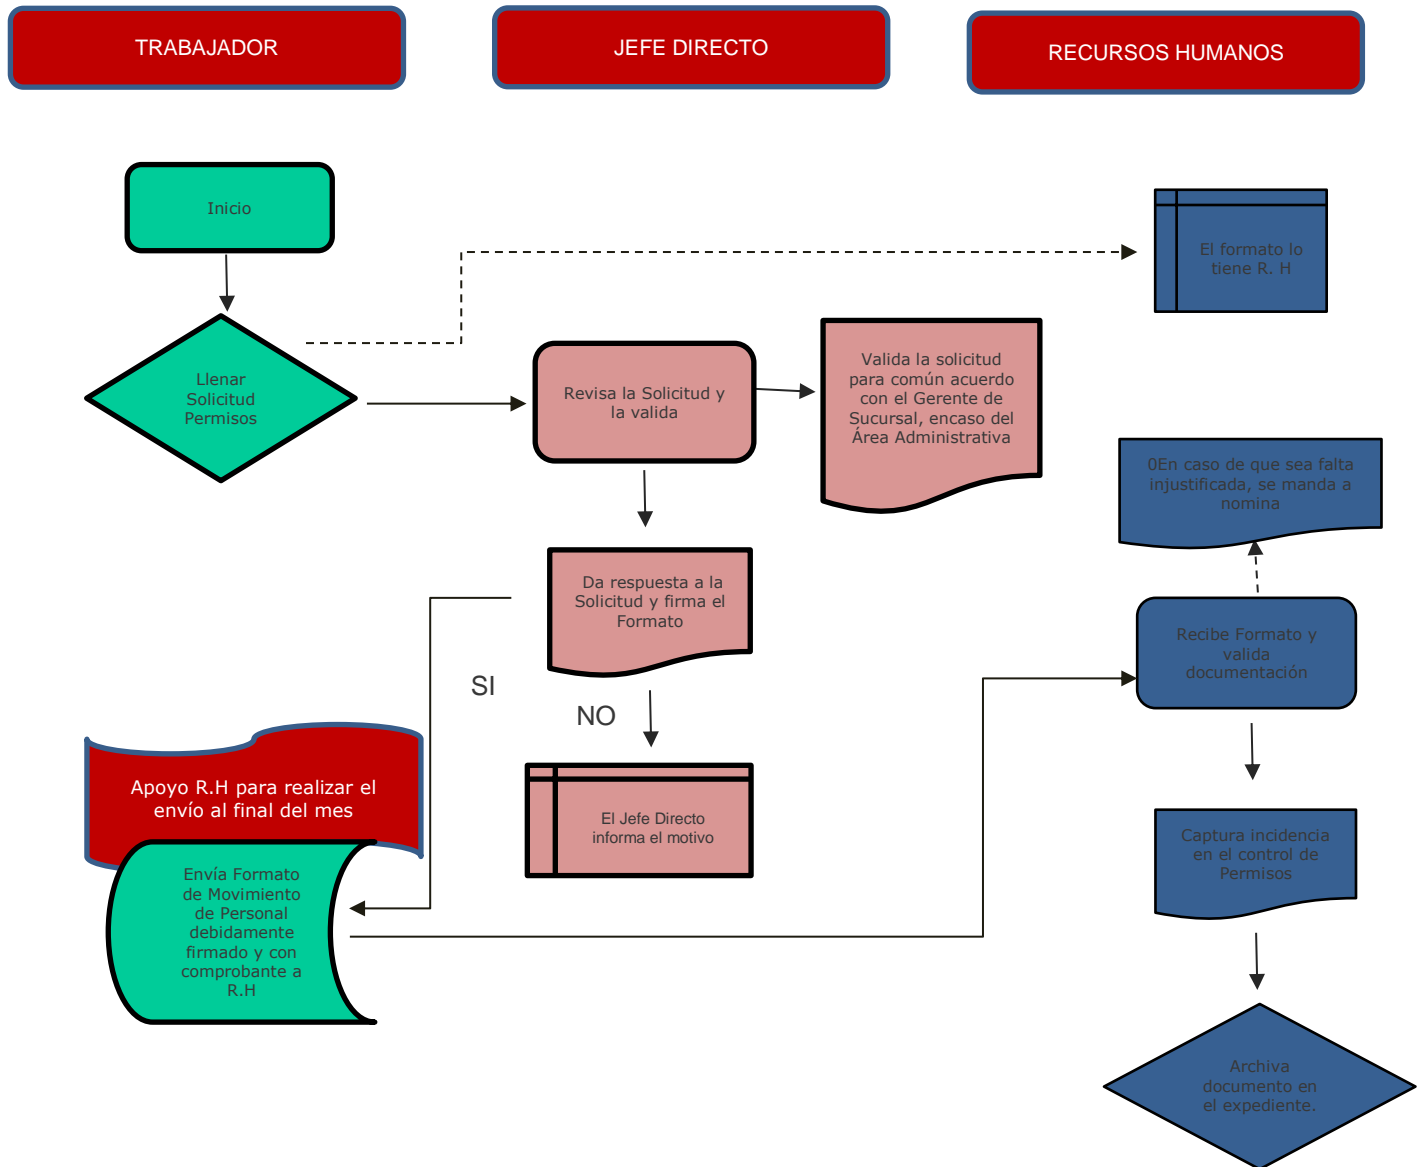 TRABAJADOR
JEFE DIRECTO
RECURSOS HUMANOS
Inicio
El formato lo
tiene R. H
Llenar
Solicitud
Permisos
Revisa la Solicitud y
la valida
Valida la solicitud
para común acuerdo
con el Gerente de
Sucursal, encaso del
Área Administrativa
0En caso de que sea falta
injustificada, se manda a
nomina
Da respuesta a la
Solicitud y firma el
Formato
Recibe Formato y
valida
documentación
SI
NO
Apoyo R.H para realizar el
envío al final del mes
El Jefe Directo
informa el motivo
Captura incidencia
en el control de
Permisos
Envía Formato
de Movimiento
de Personal
debidamente
firmado y con
comprobante a
R.H
Archiva
documento en
el expediente.